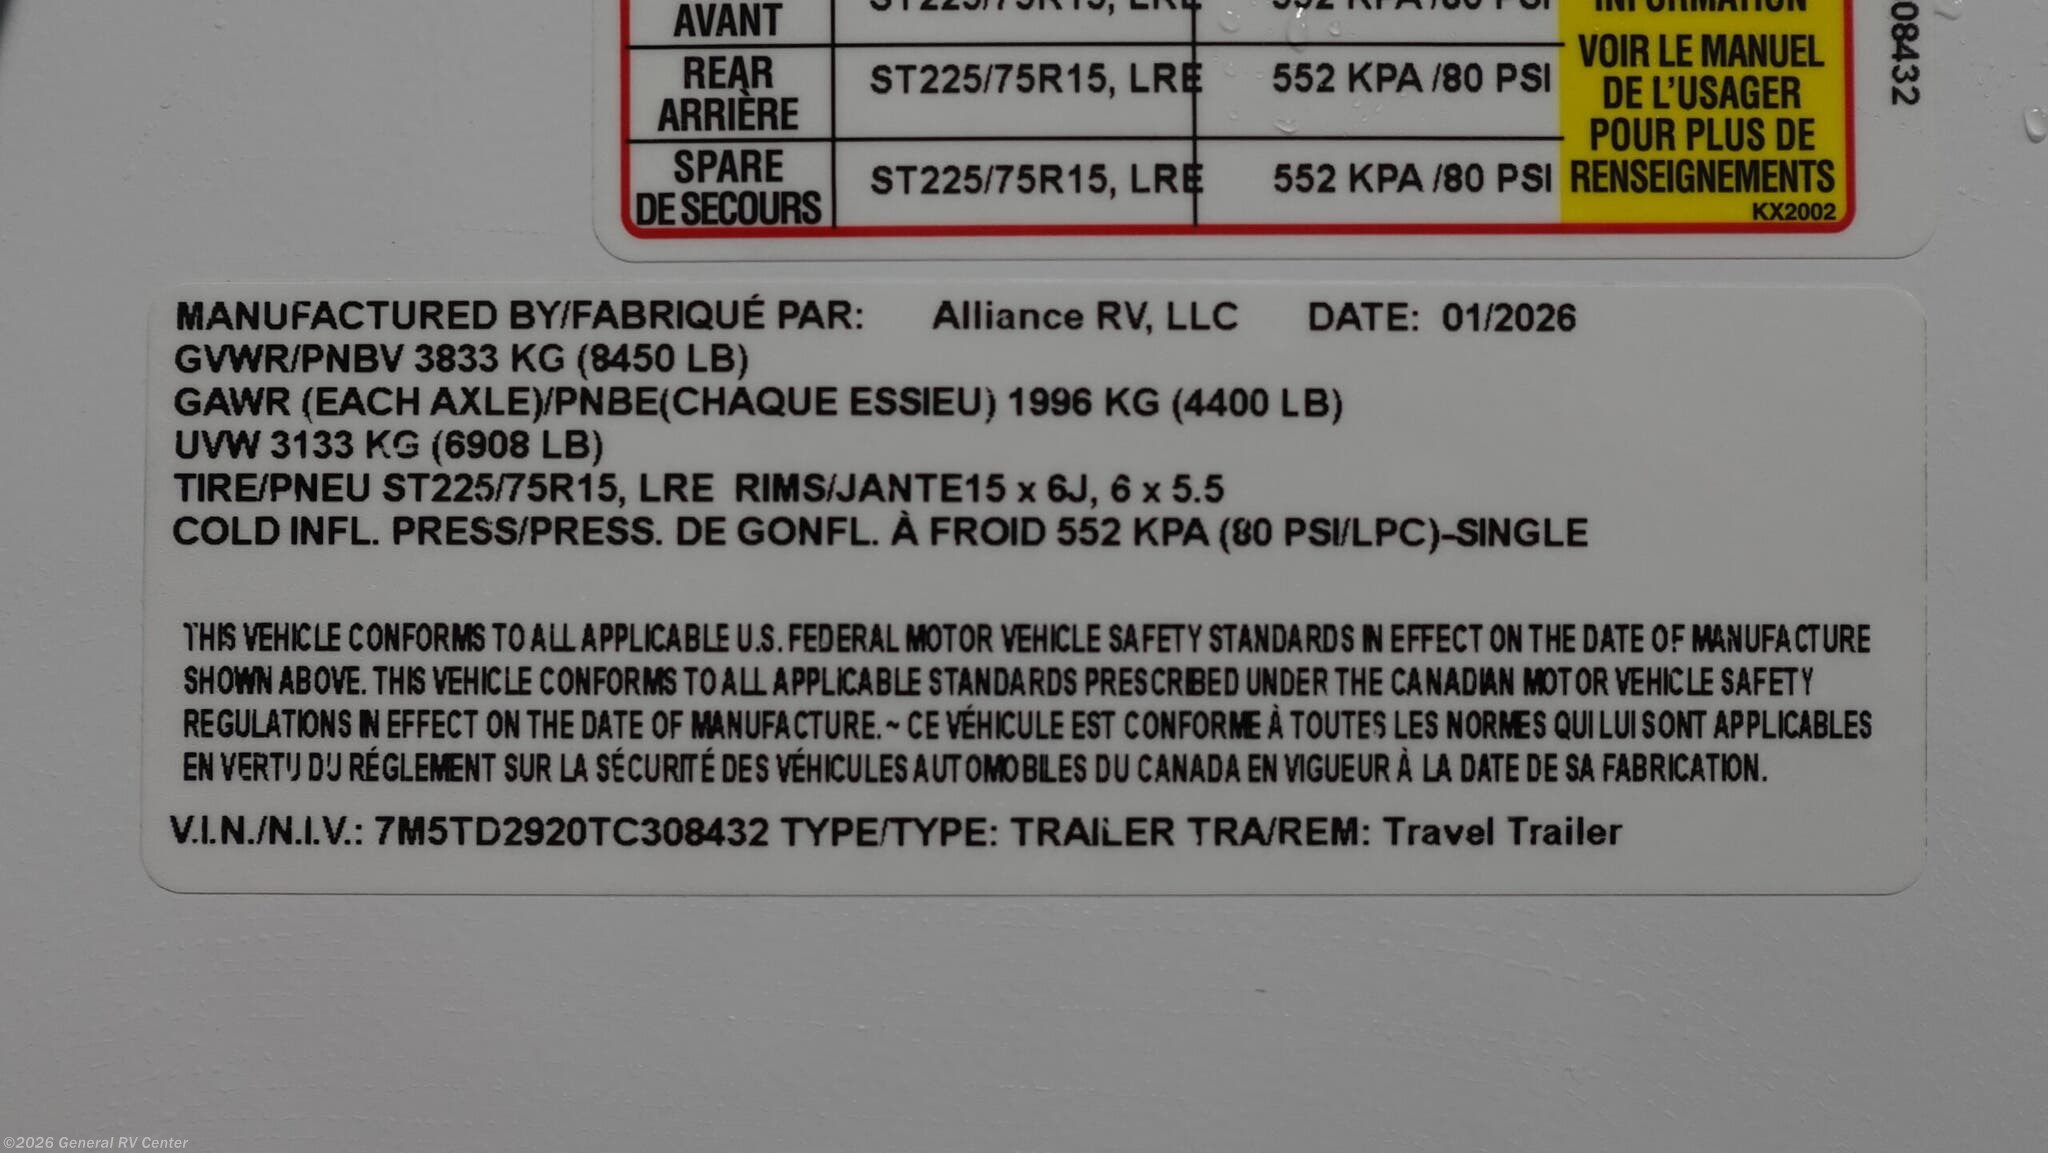 AVANT
ST225/75R15, LRE 552 KPA /80 PSI
INFORMATION
REAR
ARRIÈRE
ST225/75R15, LRE 552 KPA /80 PSI
SPARE
DE SECOURS
ST225/75R15, LRE 552 KPA /80 PSI
VOIR LE MANUEL
DE L'USAGER
POUR PLUS DE
RENSEIGNEMENTS
KX2002
08432
MANUFACTURED BY/FABRIQUÉ PAR: Alliance RV, LLC DATE: 01/2026
GVWR/PNBV 3833 KG (8450 LB)
GAWR (EACH AXLE)/PNBE(CHAQUE ESSIEU) 1996 KG (4400 LB)
UVW 3133 KG (6908 LB)
TIRE/PNEU ST225/75R15, LRE RIMS/JANTE15 x 6J, 6 x 5.5
COLD INFL. PRESS/PRESS. DE GONFL. À FROID 552 KPA (80 PSI/LPC)-SINGLE
THIS VEHICLE CONFORMS TO ALL APPLICABLE U.S. FEDERAL MOTOR VEHICLE SAFETY STANDARDS IN EFFECT ON THE DATE OF MANUFACTURE
SHOWN ABOVE. THIS VEHICLE CONFORMS TO ALL APPLICABLE STANDARDS PRESCRIBED UNDER THE CANADIAN MOTOR VEHICLE SAFETY
REGULATIONS IN EFFECT ON THE DATE OF MANUFACTURE. ~ CE VÉHICULE EST CONFORME À TOUTES LES NORMES QUI LUI SONT APPLICABLES
EN VERTU DU RÉGLEMENT SUR LA SÉCURITÉ DES VÉHICULES AUTOMOBILES DU CANADA EN VIGUEUR À LA DATE DE SA FABRICATION.
V.I.N./N.I.V.: 7M5TD2920TC308432 TYPE/TYPE: TRAILER TRA/REM: Travel Trailer
©2026 General RV Center